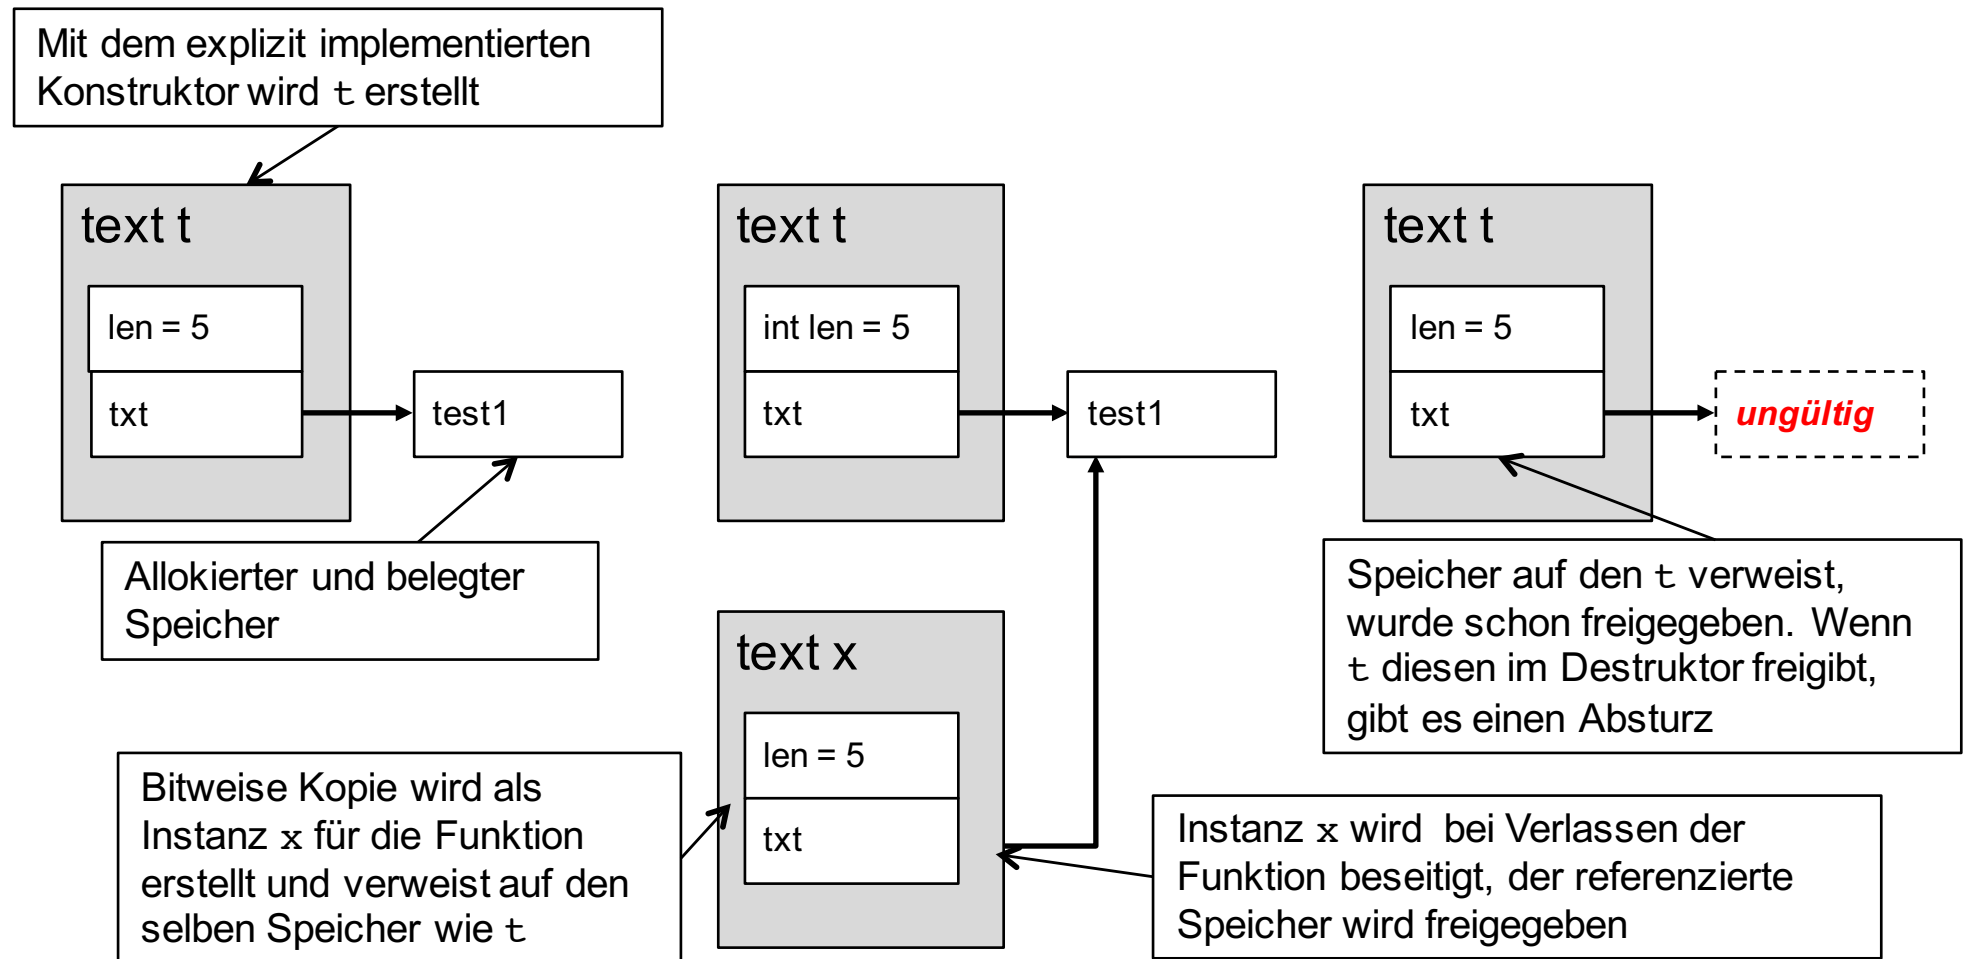 Mit dem explizit implementierten
Konstruktor wird t erstellt
text t
len = 5
txt
test1
Allokierter und belegter
Speicher
text t
int len = 5
txt
test1
text x
len = 5
txt
Bitweise Kopie wird als
Instanz x für die Funktion
erstellt und verweist auf den
selben Speicher wie t
Instanz x wird bei Verlassen der
Funktion beseitigt, der referenzierte
Speicher wird freigegeben
text t
len = 5
txt
ungültig
Speicher auf den t verweist,
wurde schon freigegeben. Wenn
t diesen im Destruktor freigibt,
gibt es einen Absturz